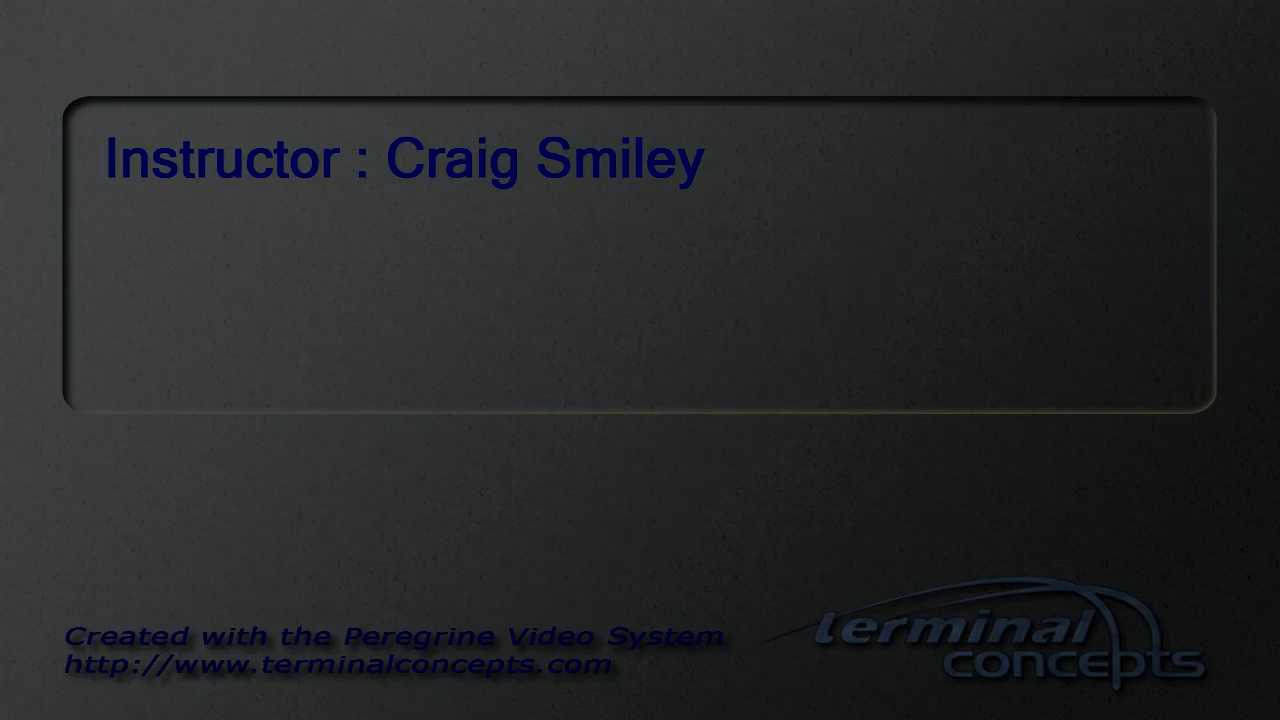 Instructor : Craig Smiley
Created with the Peregrine Video System
http://www.terminalconcepts.com
terminal
concepts